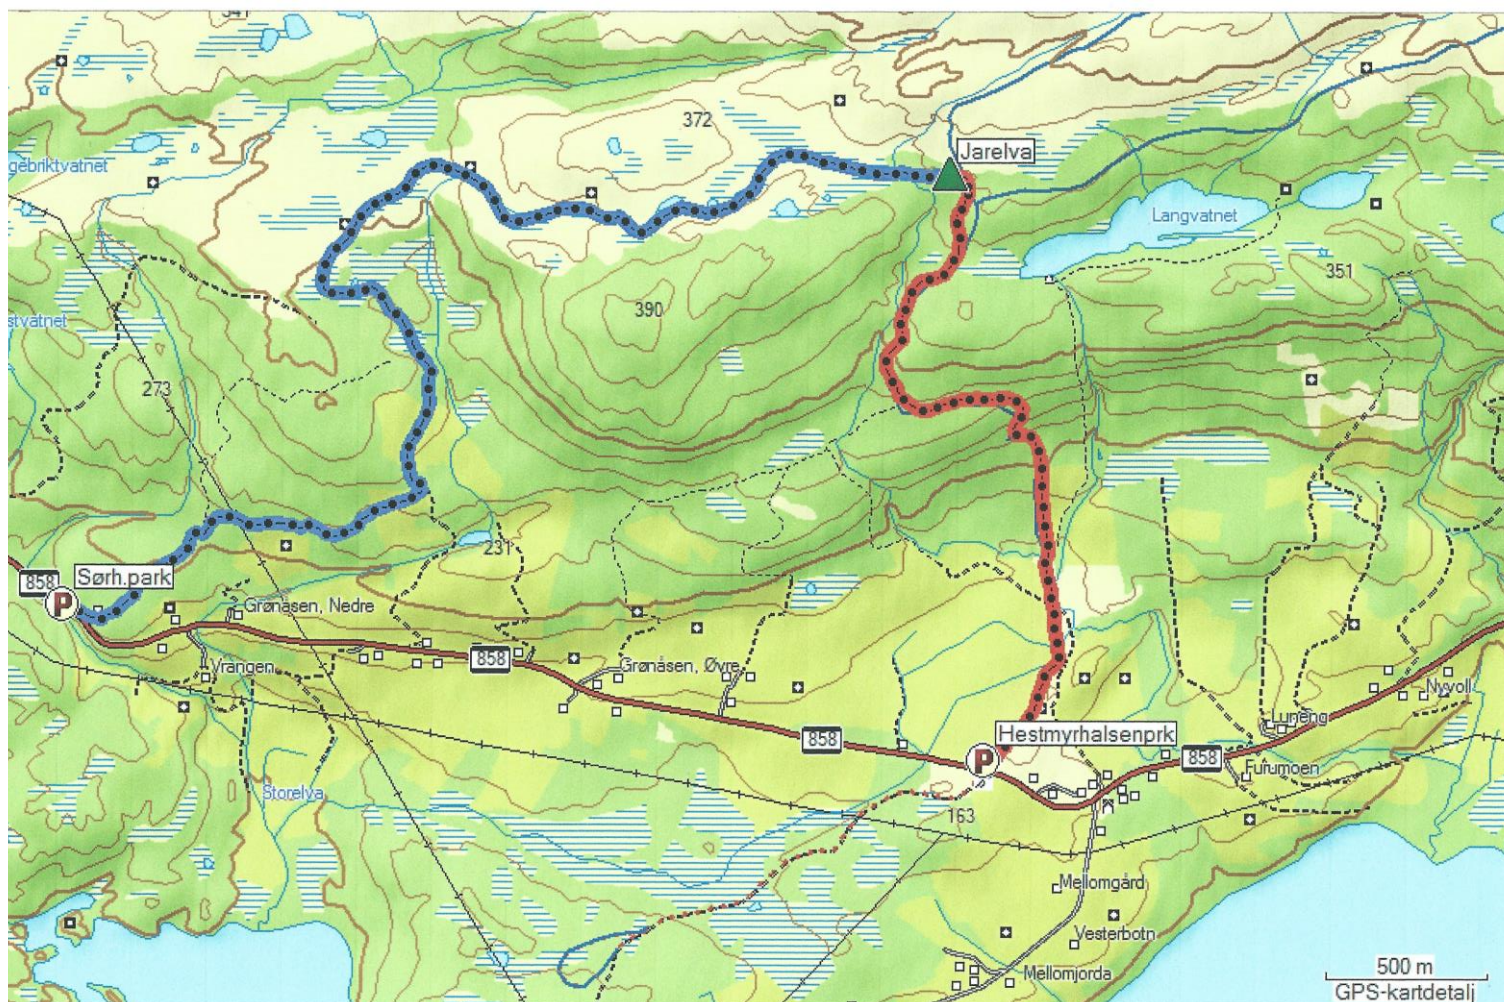 341
372
Jarelva
gebriktvatnet
Langvatnet
351
390
stvatnet
273
231
858
Sørh.park
Grønåsen, Nedre
858
Vrangen
Grønåsen, Øvre
Nyvoll
Luneng
Hestmyrhalsenprk
858
858
Furumoen
Storelva
163
Mellomgård
Vesterbotn
Mellomjorda
500 m
GPS-kartdetalj